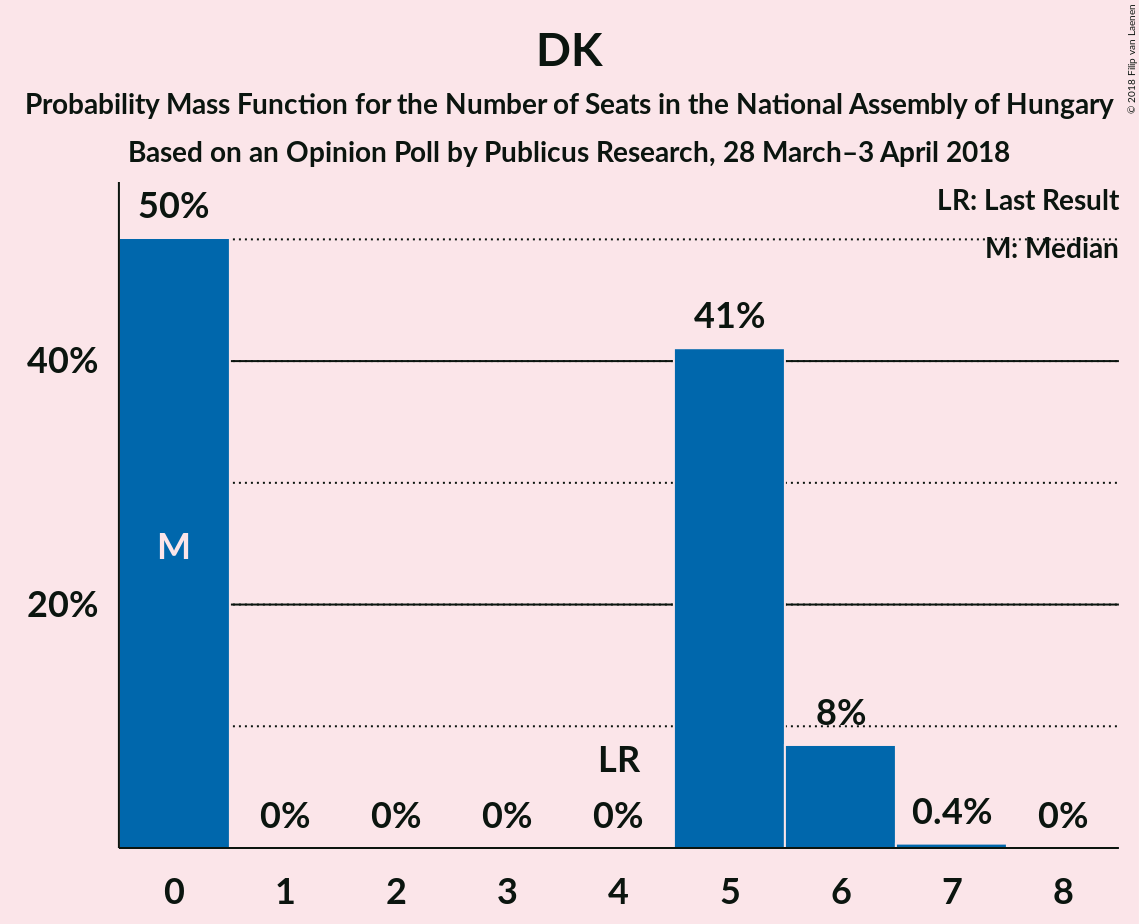 DK
Probability Mass Function for the Number of Seats in the National Assembly of Hungary
Based on an Opinion Poll by Publicus Research, 28 March–3 April 2018
© 2018 Filip van Laenen
LR: Last Result
M: Median
50%
41%
40%
M
20%
8%
LR
0%
0%
0%
0%
0.4%
0%
0 1 2 3 4 5 6 7 8